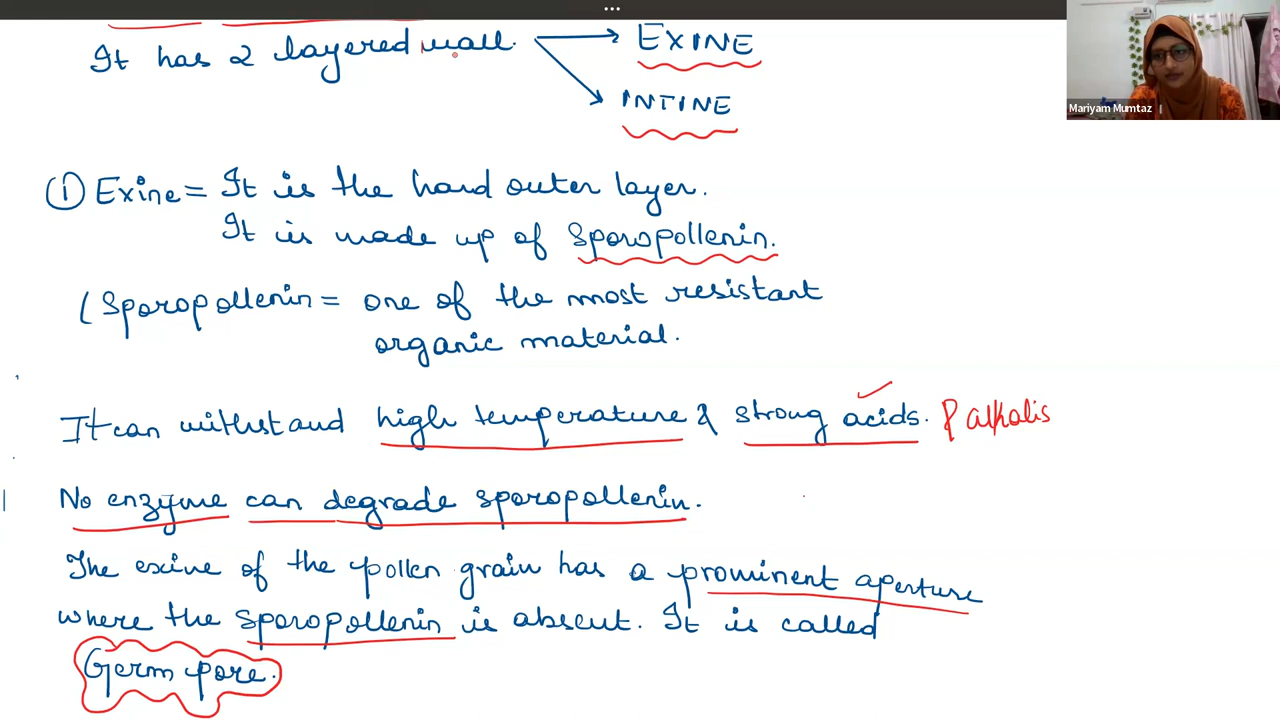 ...
It has 2 layered wall.
EXINE
INTINE
Mariyam Mumtaz
① Exine = It is the hard outer layer.
It is made up of Sporopollenin.
(Sporopollenin = one of the most resistant
organic material.
It can withstand high temperature & strong acids. & alkalis
No enzyme can degrade sporopollenin.
The exine of the pollen grain has a prominent aperture
where the sporopollenin is absent. It is called
Germ pore.